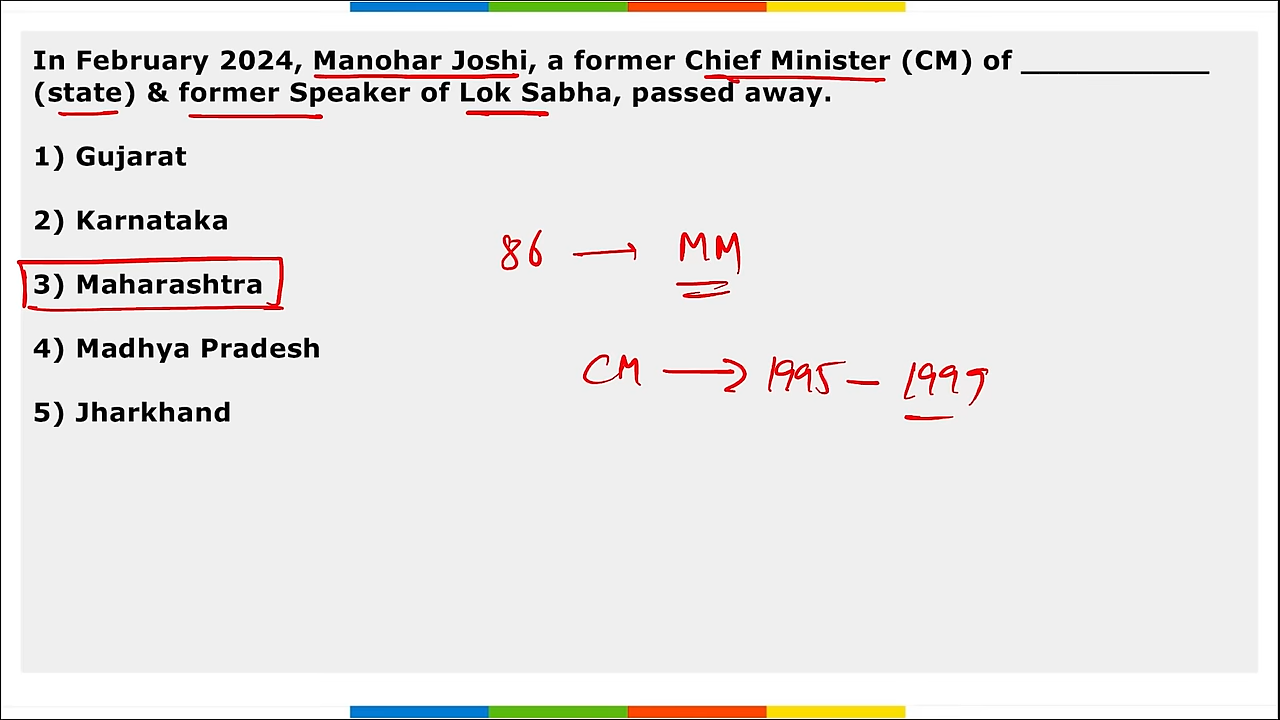 In February 2024, Manohar Joshi, a former Chief Minister (CM) of ____________
(state) & former Speaker of Lok Sabha, passed away.
1) Gujarat
2) Karnataka
86 → MM
3) Maharashtra
4) Madhya Pradesh
CM → 1995 – 1999
5) Jharkhand